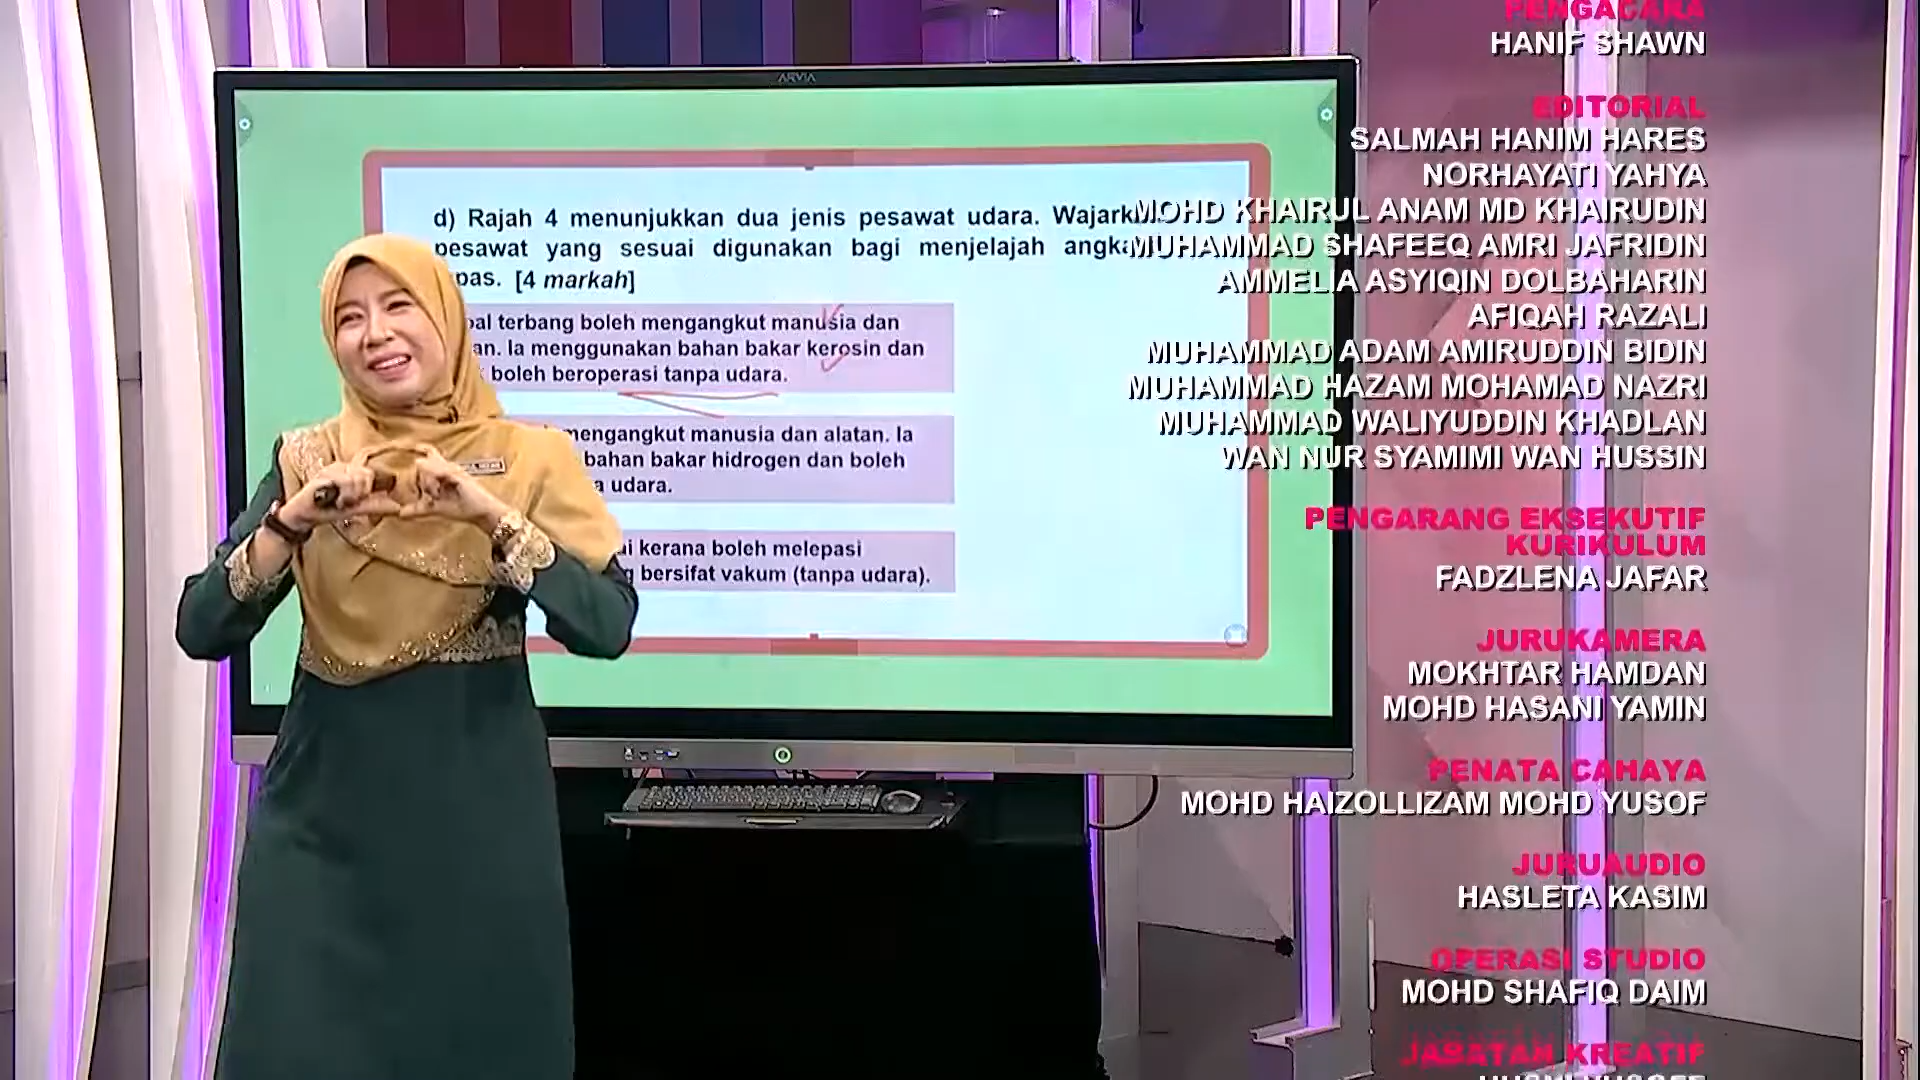 ARVIA
d) Rajah 4 menunjukkan dua jenis pesawat udara.
pesawat yang sesuai digunakan bagi menjelajah
[4 markah]
terbang boleh mengangkut manusia dan
Ia menggunakan bahan bakar kerosin dan
boleh beroperasi tanpa udara.
mengangkut manusia dan alatan. Ia
bahan bakar hidrogen dan boleh
udara.
kerana boleh melepasi
bersifat vakum (tanpa udara).
PENGACARA
HANIF SHAWN
EDITORIAL
SALMAH HANIM HARES
NORHAYATI YAHYA
MOHD KHAIRUL ANAM MD KHAIRUDIN
MUHAMMAD SHAFEEQ AMRI JAFRIDIN
AMMELIA ASYIQIN DOLBAHARIN
AFIQAH RAZALI
MUHAMMAD ADAM AMIRUDDIN BIDIN
MUHAMMAD HAZAM MOHAMAD NAZRI
MUHAMMAD WALIYUDDIN KHADLAN
WAN NUR SYAMIMI WAN HUSSIN
PENGARANG EKSEKUTIF
KURIKULUM
FADZLENA JAFAR
JURUKAMERA
MOKHTAR HAMDAN
MOHD HASANI YAMIN
PENATA CAHAYA
MOHD HAIZOLLIZAM MOHD YUSOF
JURUAUDIO
HASLETA KASIM
OPERASI STUDIO
MOHD SHAFIQ DAIM
JABATAN KREATIF